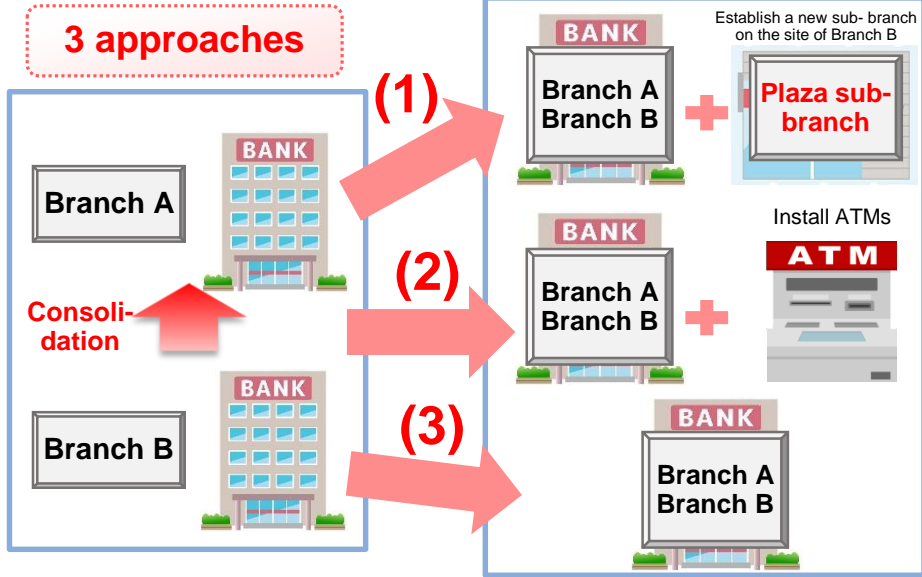 3 approaches
Branch A
BANK
Consoli-
dation
Branch B
BANK
(1)
(2)
(3)
BANK
Branch A
Branch B
Establish a new sub- branch
on the site of Branch B
Plaza sub-
branch
BANK
Branch A
Branch B
Install ATMs
ATM
BANK
Branch A
Branch B